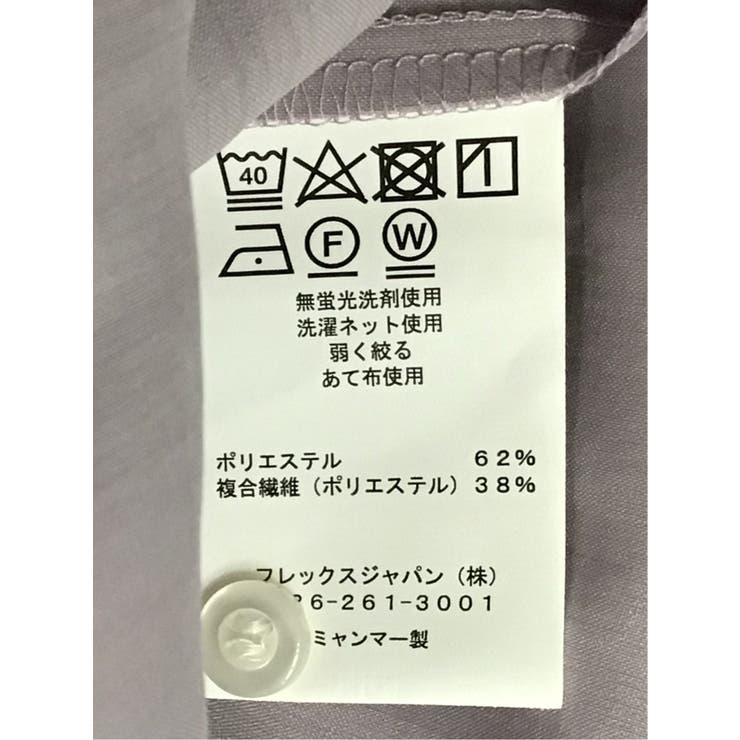 40
F W
無蛍光洗剤使用
洗濯ネット使用
弱く絞る
あて布使用
ポリエステル 62%
複合繊維(ポリエステル)38%
フレックスジャパン(株)
26-261-3001
ミャンマー製